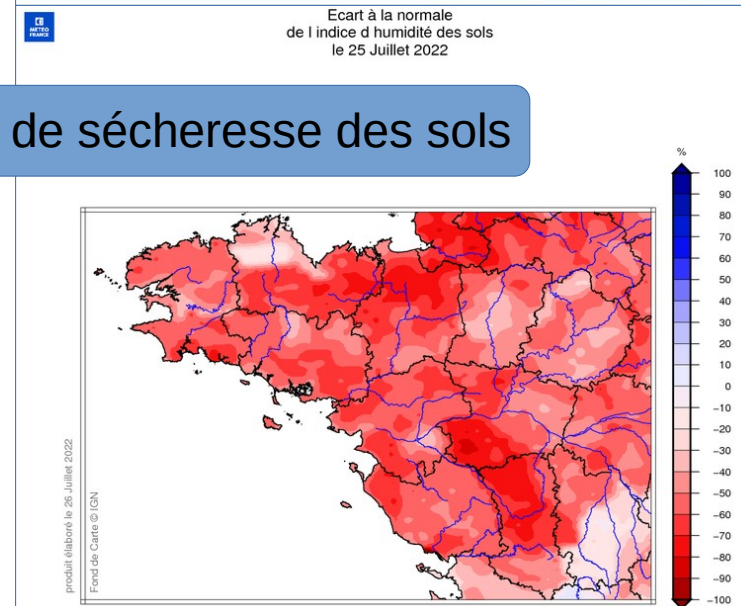 METEO
FRANCE
Ecart à la normale
de l indice d humidité des sols
le 25 Juillet 2022
de sécheresse des sols
%
100
90
80
70
60
50
40
30
20
10
0
−10
−20
−30
−40
−50
−60
−70
−80
−90
−100
produit élaboré le 26 Juillet 2022
Fond de Carte © IGN